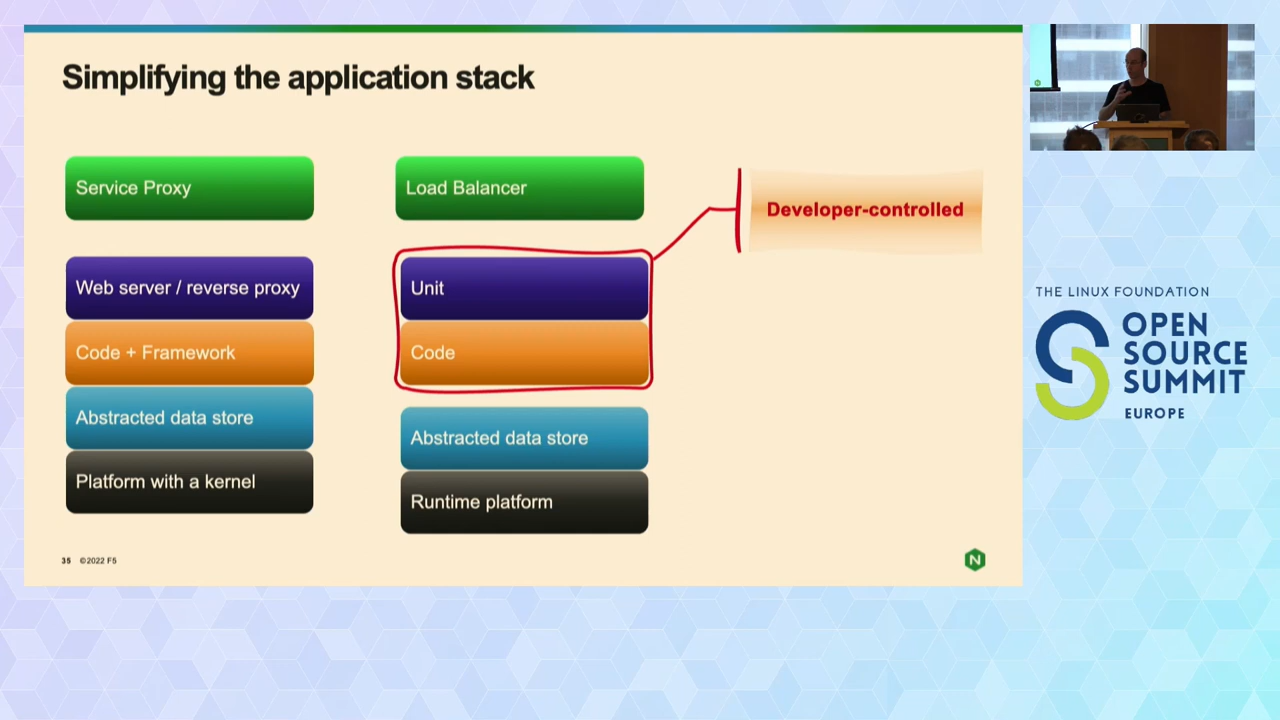 Simplifying the application stack
Service Proxy
Web server / reverse proxy
Code + Framework
Abstracted data store
Platform with a kernel
Load Balancer
Unit
Code
Abstracted data store
Runtime platform
Developer-controlled
35 ©2022 F5
N
THE LINUX FOUNDATION
OPEN
SOURCE
SUMMIT
EUROPE